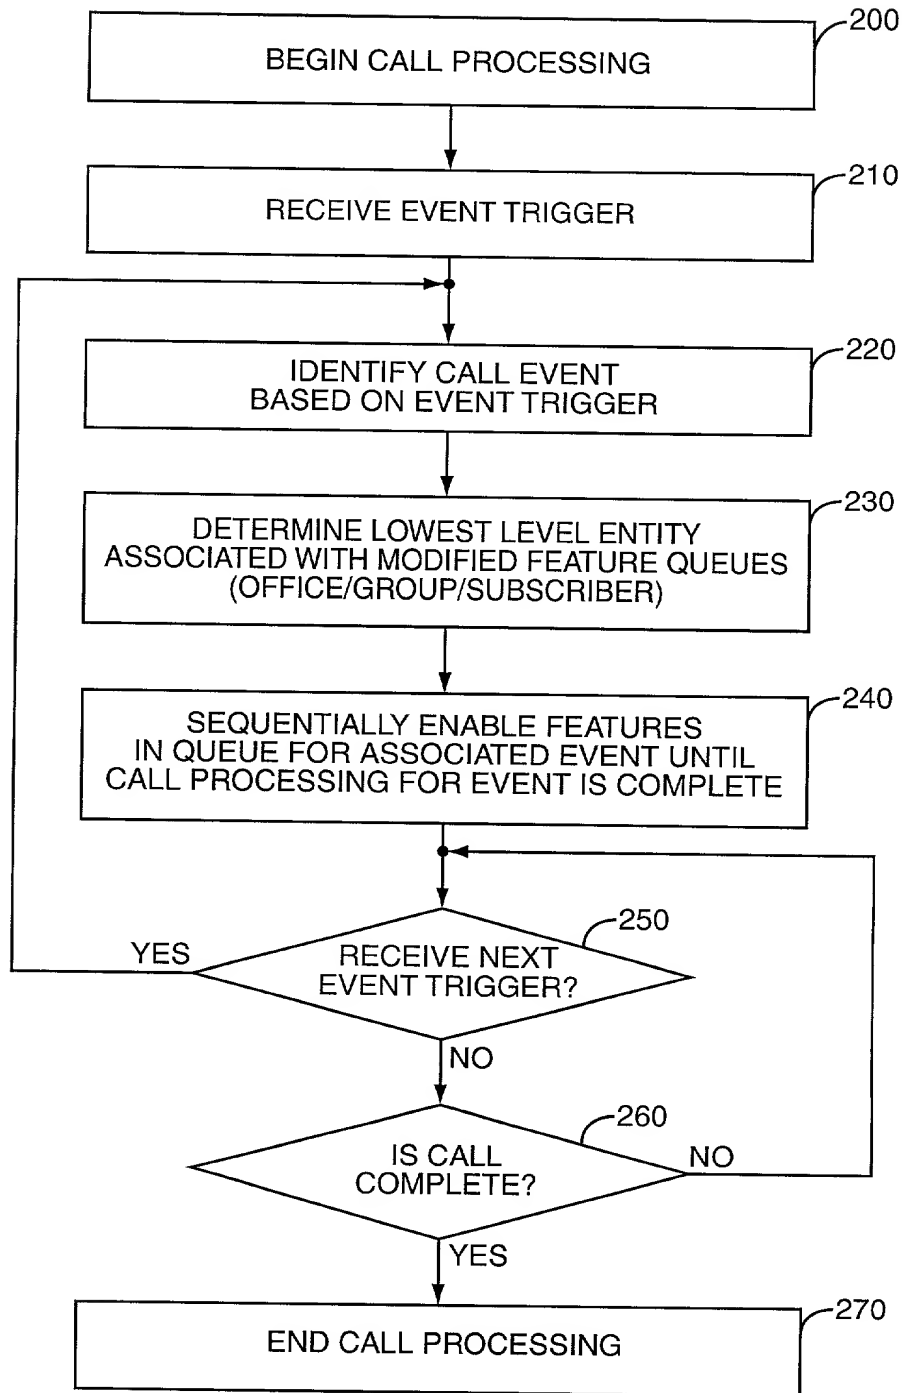 200
BEGIN CALL PROCESSING
210
RECEIVE EVENT TRIGGER
220
IDENTIFY CALL EVENT
BASED ON EVENT TRIGGER
230
DETERMINE LOWEST LEVEL ENTITY
ASSOCIATED WITH MODIFIED FEATURE QUEUES
(OFFICE/GROUP/SUBSCRIBER)
240
SEQUENTIALLY ENABLE FEATURES
IN QUEUE FOR ASSOCIATED EVENT UNTIL
CALL PROCESSING FOR EVENT IS COMPLETE
250
YES
RECEIVE NEXT
EVENT TRIGGER?
NO
260
IS CALL
COMPLETE?
NO
YES
270
END CALL PROCESSING